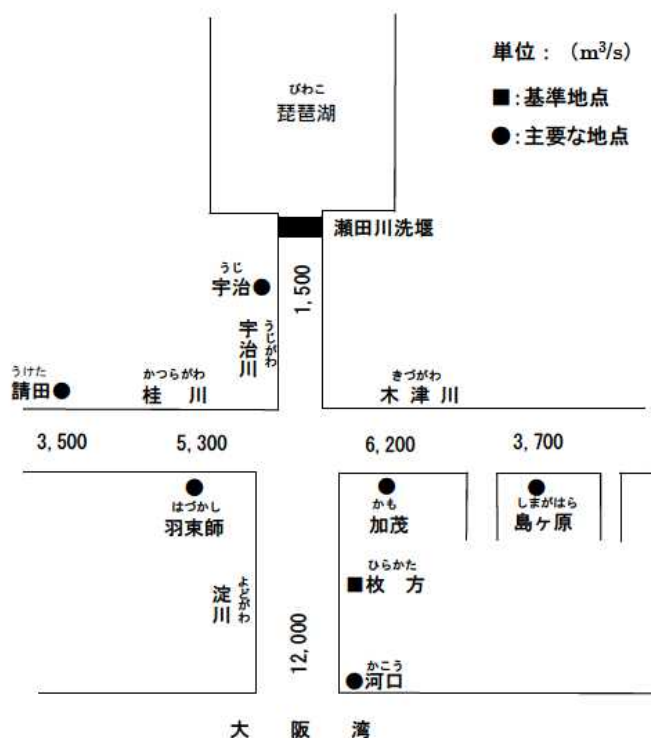 単位：（m³/s）
■：基準地点
●：主要な地点
びわこ
琵琶湖
瀬田川洗堰
1,500
うじ
宇治●
うじがわ
宇治川
うけた
請田●
かつらがわ
桂川
きづがわ
木津川
3,500
5,300
6,200
3,700
はづかし
羽束師
かも
加茂
しまがはら
島ヶ原
ひらかた
■枚方
よどがわ
淀川
12,000
かこう
●河口
大阪湾